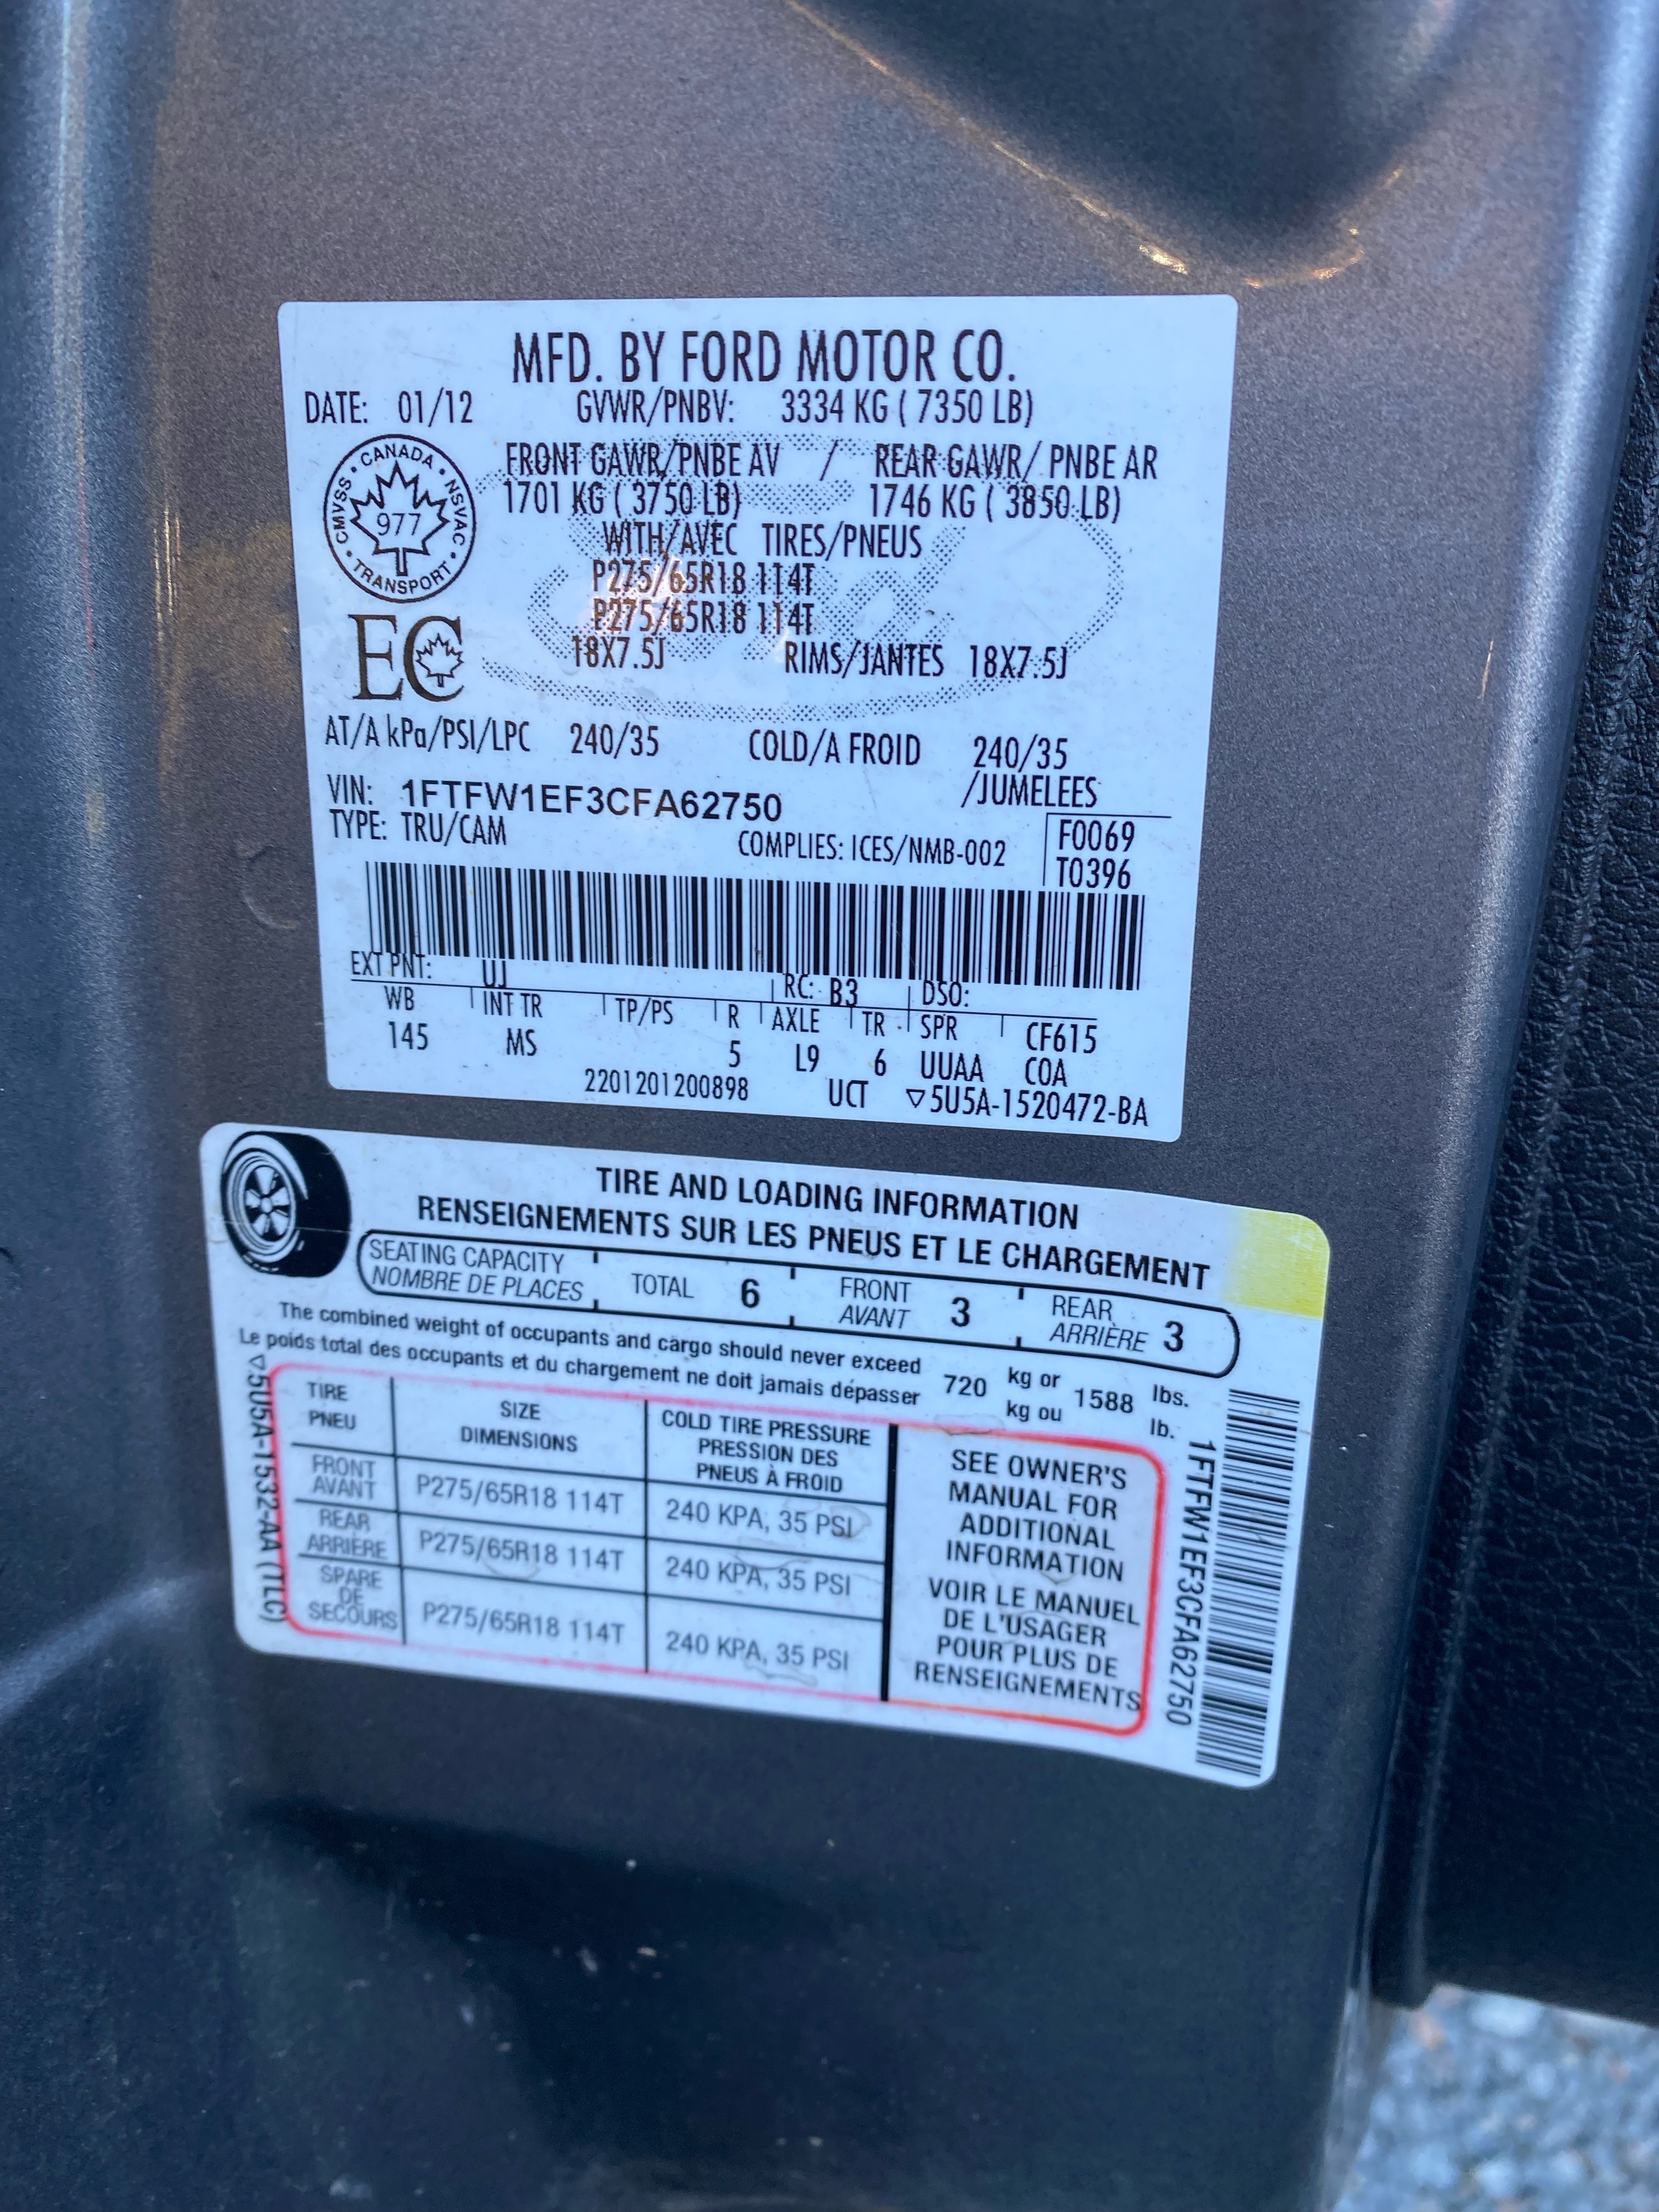 MFD. BY FORD MOTOR CO.
DATE: 01/12 GVWR/PNBV: 3334 KG ( 7350 LB)
CANADA
CMVSS
NSVAC
977
TRANSPORT
FRONT GAWR/PNBE AV / REAR GAWR/ PNBE AR
1701 KG ( 3750 LB) 1746 KG ( 3850 LB)
WITH/AVEC TIRES/PNEUS
P275/65R18 114T
P275/65R18 114T
18X7.5J RIMS/JANTES 18X7.5J
EC
Ford
AT/A kPa/PSI/LPC 240/35 COLD/A FROID 240/35
/JUMELEES
VIN: 1FTFW1EF3CFA62750
TYPE: TRU/CAM COMPLIES: ICES/NMB-002
F0069
T0396
EXT PNT: UJ RC: B3 DSO:
WB INT TR TP/PS R AXLE TR SPR CF615
145 MS 5 L9 6 UUAA COA
2201201200898 UCT ▽5U5A-1520472-BA
TIRE AND LOADING INFORMATION
RENSEIGNEMENTS SUR LES PNEUS ET LE CHARGEMENT
SEATING CAPACITY
NOMBRE DE PLACES
TOTAL 6
FRONT
AVANT 3
REAR
ARRIÈRE 3
The combined weight of occupants and cargo should never exceed
Le poids total des occupants et du chargement ne doit jamais dépasser
720 kg or 1588 lbs.
kg ou lb.
TIRE
PNEU
SIZE
DIMENSIONS
COLD TIRE PRESSURE
PRESSION DES
PNEUS À FROID
FRONT
AVANT
P275/65R18 114T
240 KPA, 35 PSI
REAR
ARRIÈRE
P275/65R18 114T
240 KPA, 35 PSI
SPARE
DE
SECOURS
P275/65R18 114T
240 KPA, 35 PSI
SEE OWNER'S
MANUAL FOR
ADDITIONAL
INFORMATION
VOIR LE MANUEL
DE L'USAGER
POUR PLUS DE
RENSEIGNEMENTS
▽5U5A-1532-AA (TLC)
1FTFW1EF3CFA62750